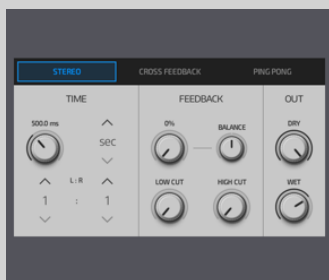 STEREO CROSS FEEDBACK PING PONG
TIME FEEDBACK OUT
500.0 ms 0% BALANCE DRY
sec
L : R LOW CUT HIGH CUT WET
1 : 1